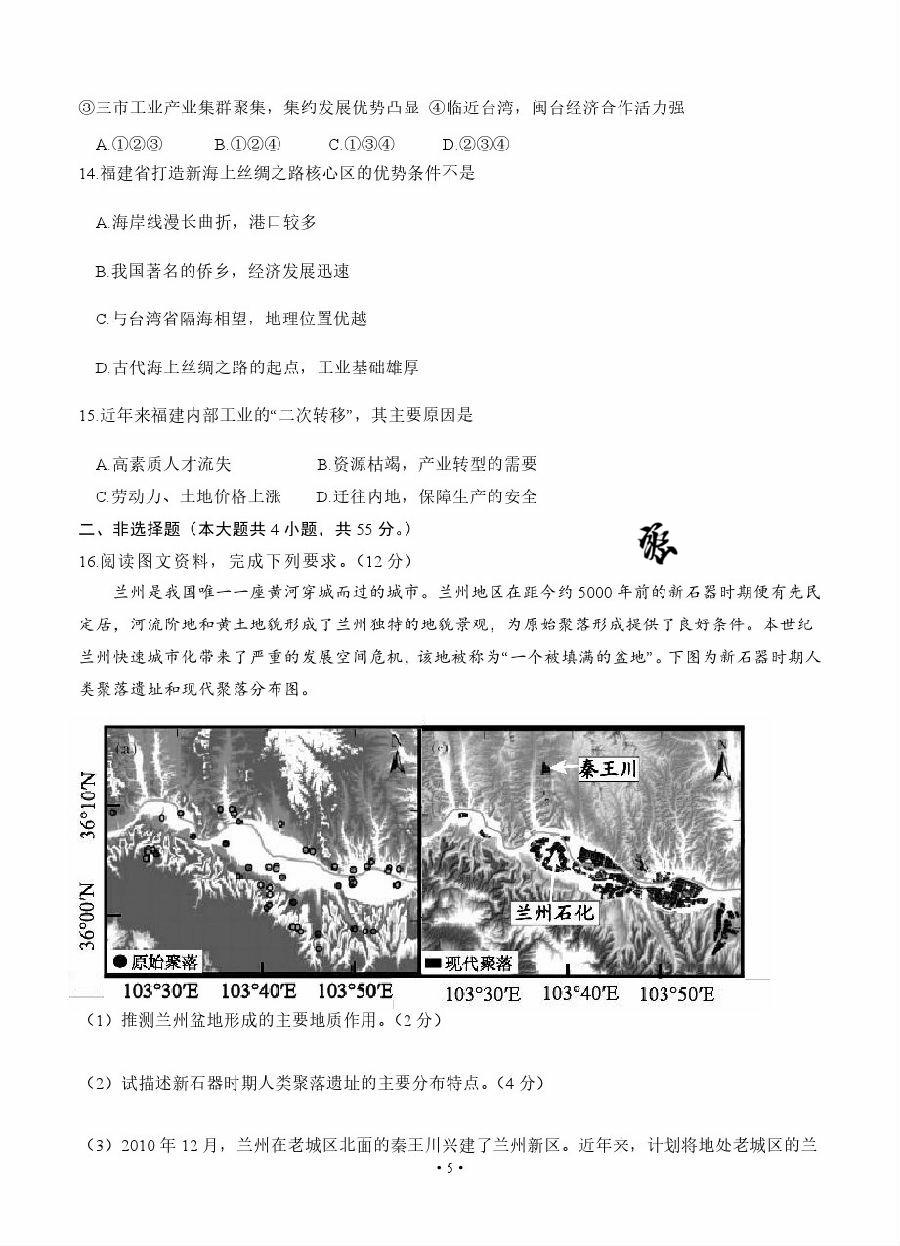 ③三市工业产业集群聚集，集约发展优势凸显 ④临近台湾，闽台经济合作活力强
A.①②③ B.①②④ C.①③④ D.②③④
14.福建省打造新海上丝绸之路核心区的优势条件不是
A.海岸线漫长曲折，港口较多
B.我国著名的侨乡，经济发展迅速
C.与台湾省隔海相望，地理位置优越
D.古代海上丝绸之路的起点，工业基础雄厚
15.近年来福建内部工业的“二次转移”，其主要原因是
A.高素质人才流失 B.资源枯竭，产业转型的需要
C.劳动力、土地价格上涨 D.迁往内地，保障生产的安全
二、非选择题（本大题共 4 小题，共 55 分。）
16.阅读图文资料，完成下列要求。（12 分）
兰州是我国唯一一座黄河穿城而过的城市。兰州地区在距今约 5000 年前的新石器时期便有先民
定居，河流阶地和黄土地貌形成了兰州独特的地貌景观，为原始聚落形成提供了良好条件。本世纪
兰州快速城市化带来了严重的发展空间危机，该地被称为“一个被填满的盆地”。下图为新石器时期人
类聚落遗址和现代聚落分布图。
(a) N (c) N
秦王川
36°10'N
兰州石化
36°00'N
原始聚落 现代聚落
103°30'E 103°40'E 103°50'E 103°30'E 103°40'E 103°50'E
（1）推测兰州盆地形成的主要地质作用。（2 分）
（2）试描述新石器时期人类聚落遗址的主要分布特点。（4 分）
（3）2010 年 12 月，兰州在老城区北面的秦王川兴建了兰州新区。近年来，计划将地处老城区的兰
·5·